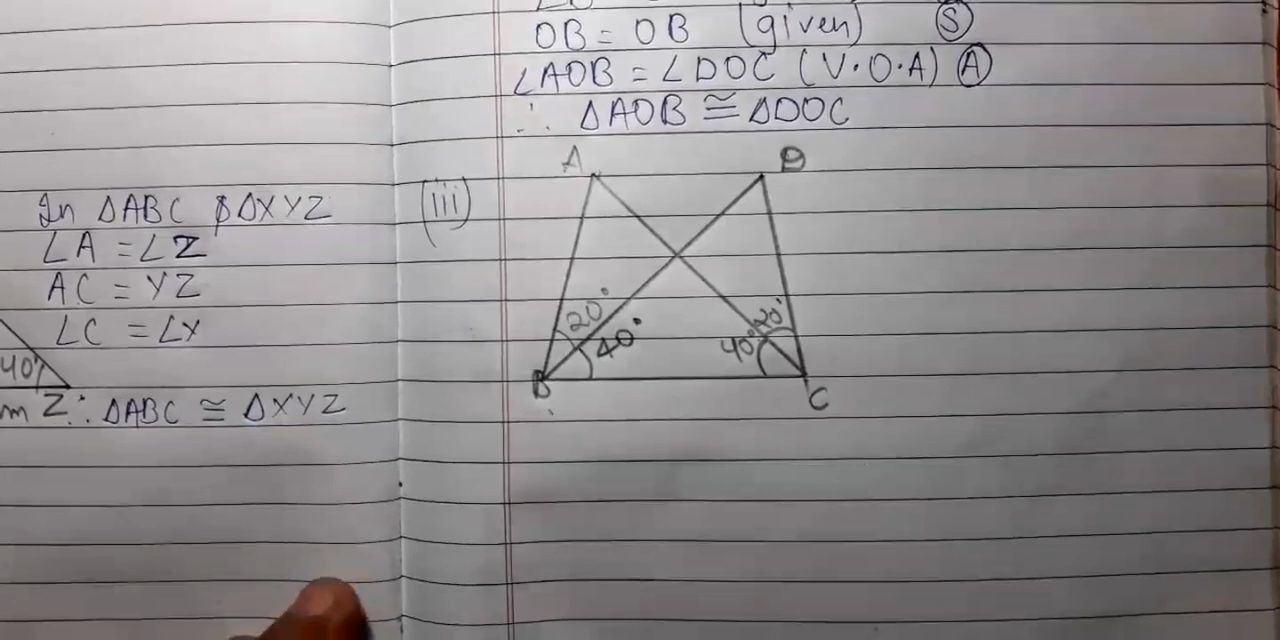 In ΔABC & ΔXYZ
∠A = ∠Z
AC = YZ
∠C = ∠X
40°
m Z ∴ ΔABC ≅ ΔXYZ
OB = OB (given) Ⓢ
∠AOB = ∠DOC (V.O.A) Ⓐ
∴ ΔAOB ≅ ΔDOC
(iii)
A D
20° 20°
40° 40°
B C